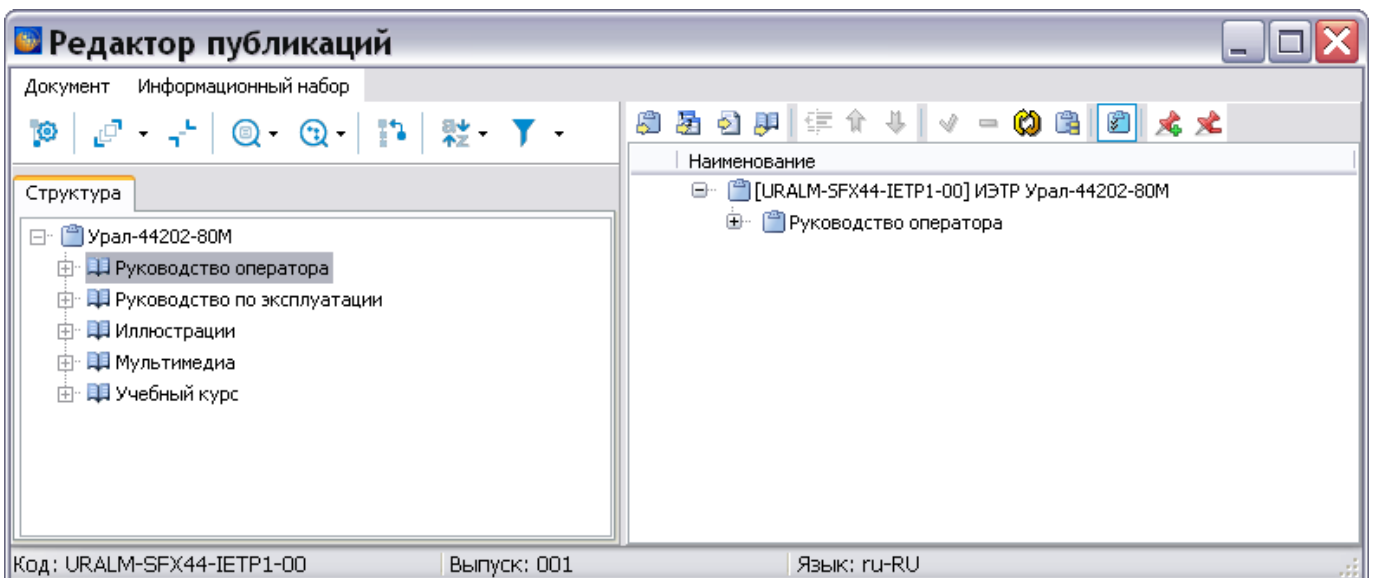 Редактор публикаций
Документ Информационный набор
Структура
Урал-44202-80М
Руководство оператора
Руководство по эксплуатации
Иллюстрации
Мультимедиа
Учебный курс
Наименование
[URALM-SFX44-IETP1-00] ИЭТР Урал-44202-80М
Руководство оператора
Код: URALM-SFX44-IETP1-00 Выпуск: 001 Язык: ru-RU